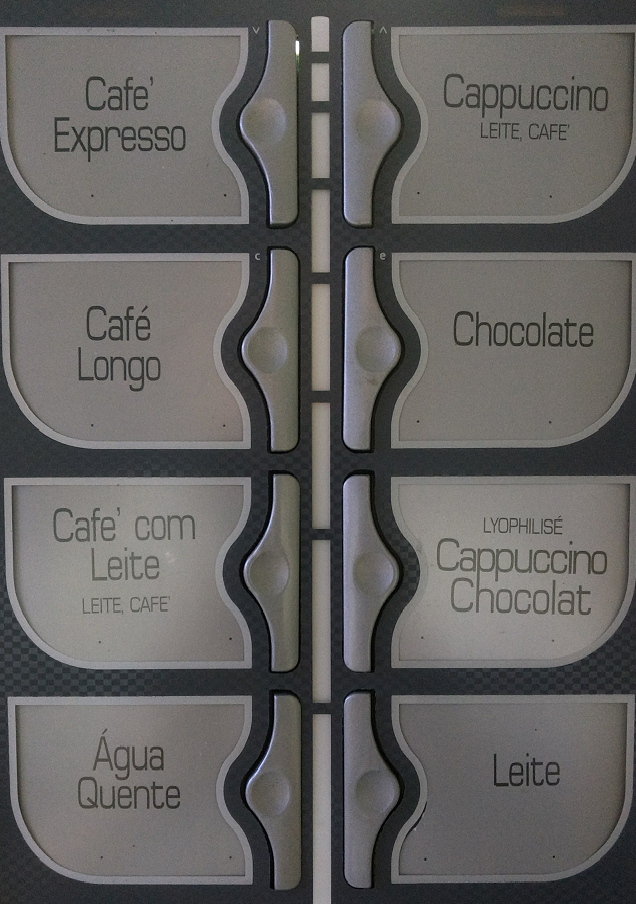 Cafe'
Expresso
Cappuccino
LEITE, CAFE'
Café
Longo
Chocolate
Cafe' com
Leite
LEITE, CAFE'
LYOPHILISÉ
Cappuccino
Chocolat
Água
Quente
Leite